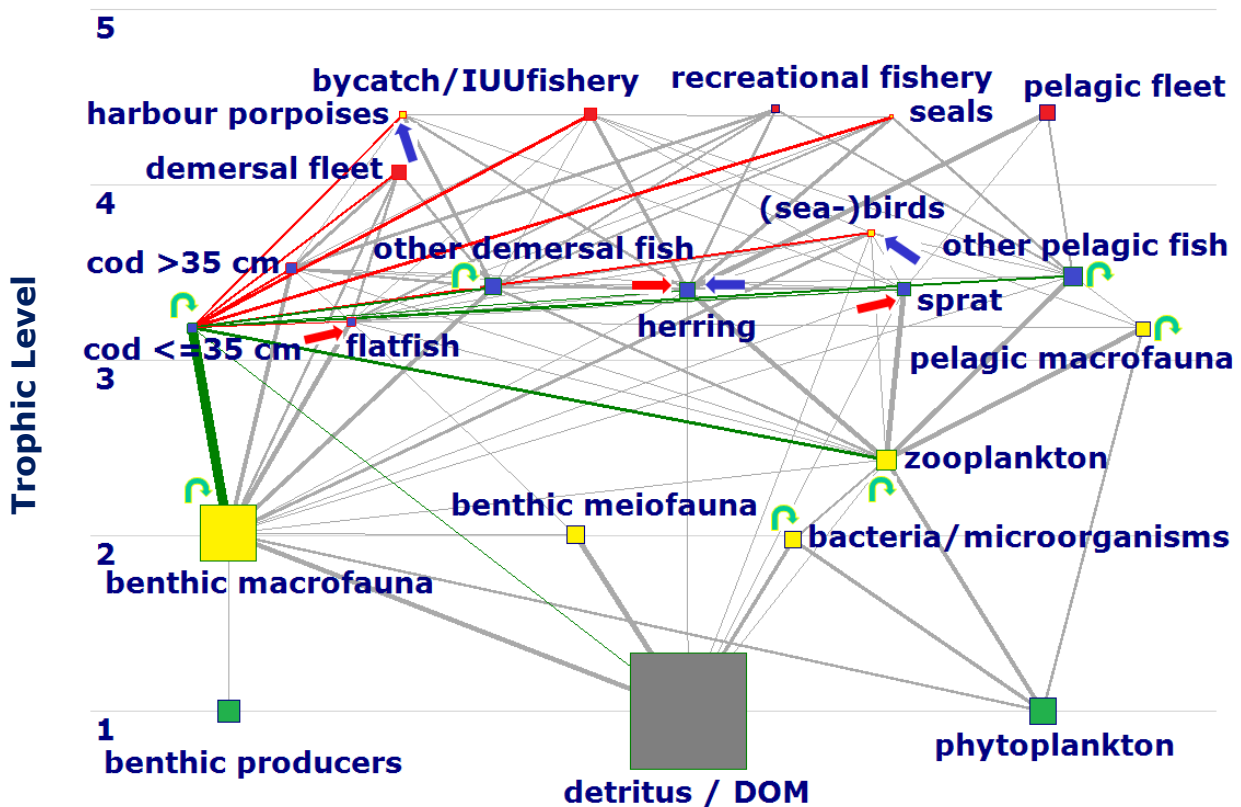 5
bycatch/IUUfishery
recreational fishery
pelagic fleet
harbour porpoises
seals
demersal fleet
4
(sea-)birds
other demersal fish
other pelagic fish
cod >35 cm
sprat
herring
cod <=35 cm
flatfish
pelagic macrofauna
3
Trophic Level
zooplankton
benthic meiofauna
bacteria/microorganisms
2
benthic macrofauna
1
phytoplankton
benthic producers
detritus / DOM